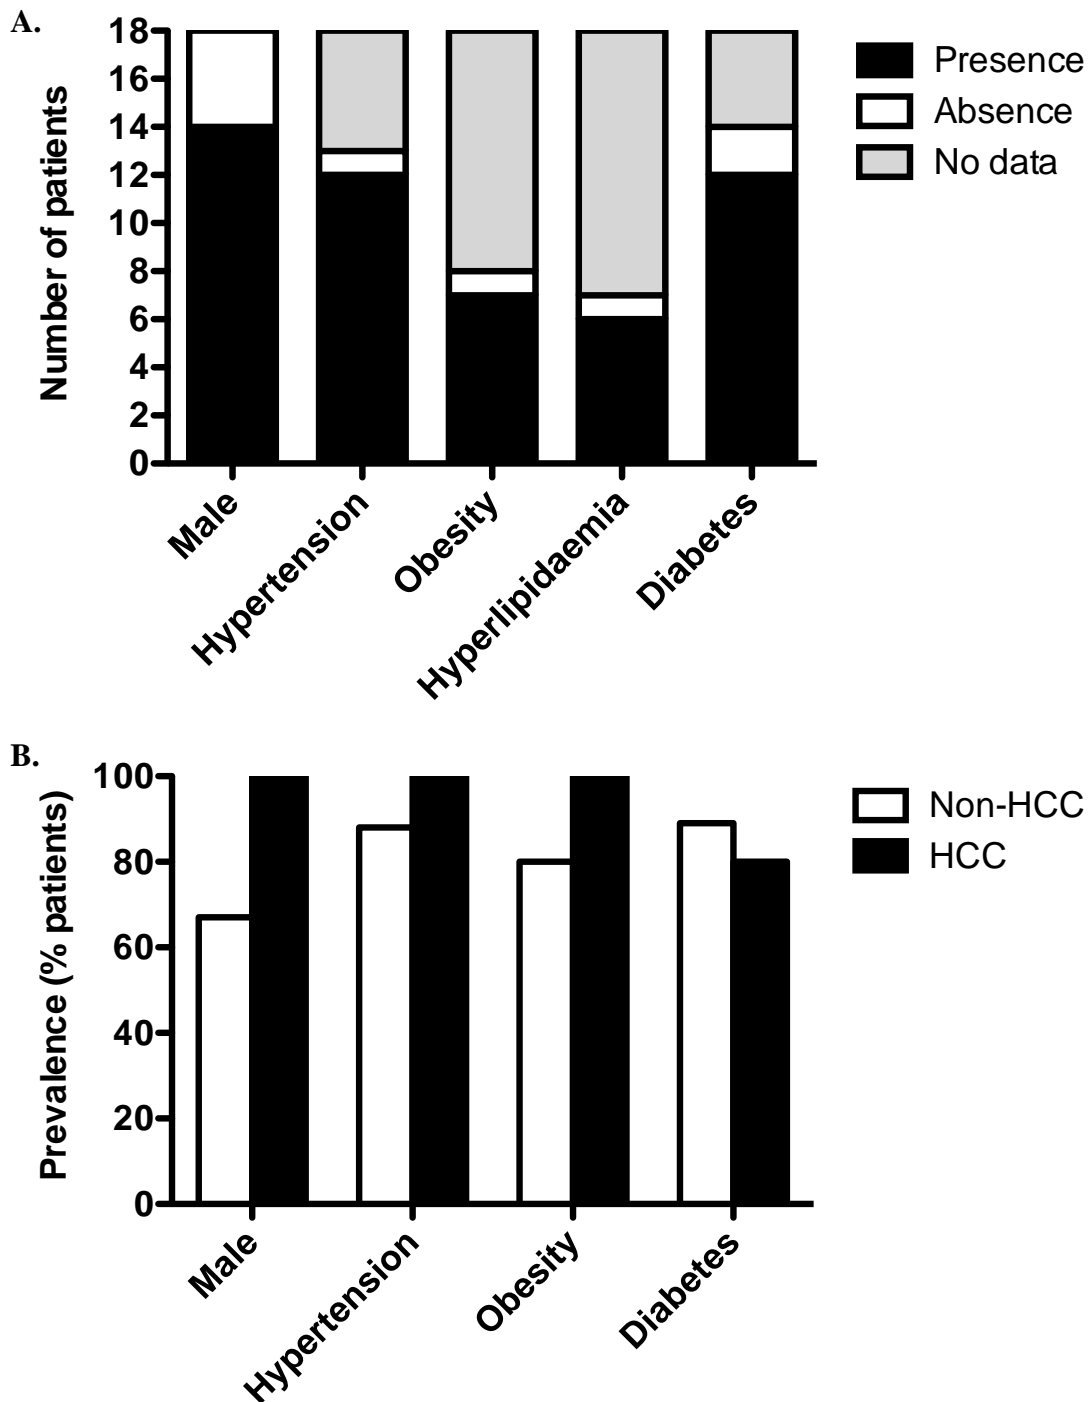 A.
Number of patients
18
16
14
12
10
8
6
4
2
0
Male
Hypertension
Obesity
Hyperlipidaemia
Diabetes
Presence
Absence
No data
B.
Prevalence (% patients)
100
80
60
40
20
0
Male
Hypertension
Obesity
Diabetes
Non-HCC
HCC